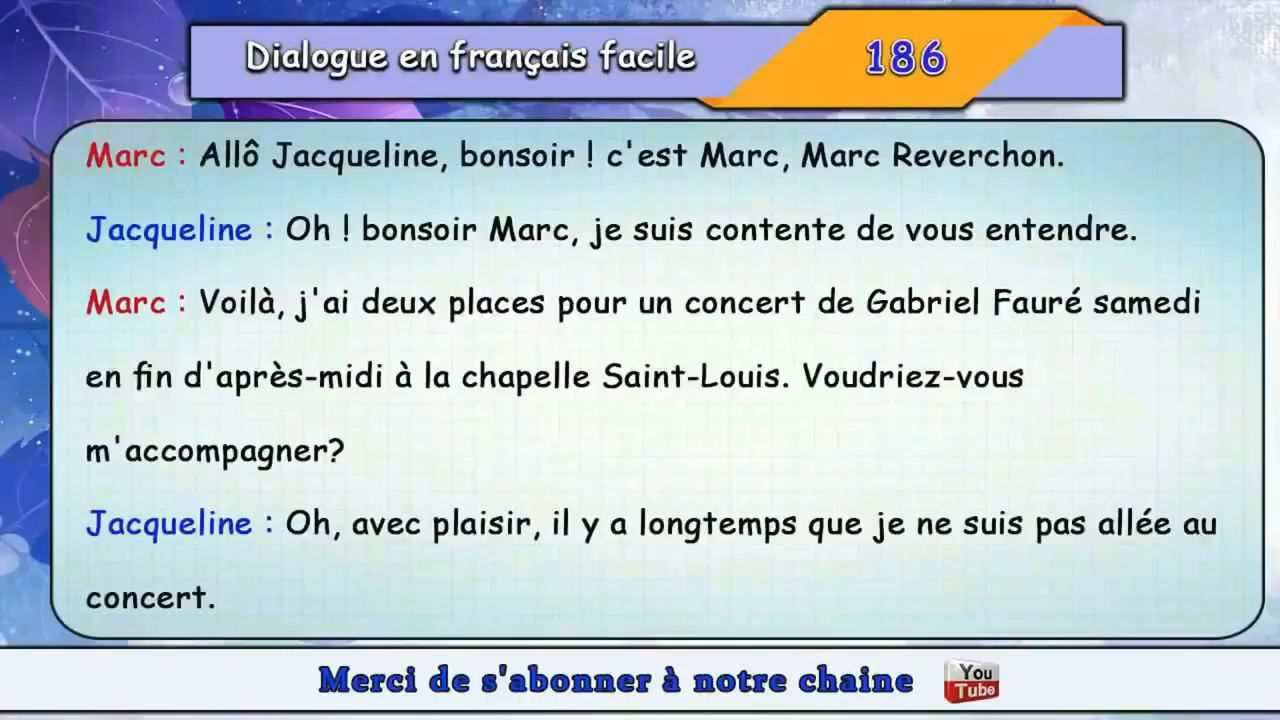 Dialogue en français facile
186
Marc : Allô Jacqueline, bonsoir ! c'est Marc, Marc Reverchon.
Jacqueline : Oh ! bonsoir Marc, je suis contente de vous entendre.
Marc : Voilà, j'ai deux places pour un concert de Gabriel Fauré samedi
en fin d'après-midi à la chapelle Saint-Louis. Voudriez-vous
m'accompagner?
Jacqueline : Oh, avec plaisir, il y a longtemps que je ne suis pas allée au
concert.
Merci de s'abonner à notre chaine
You
Tube